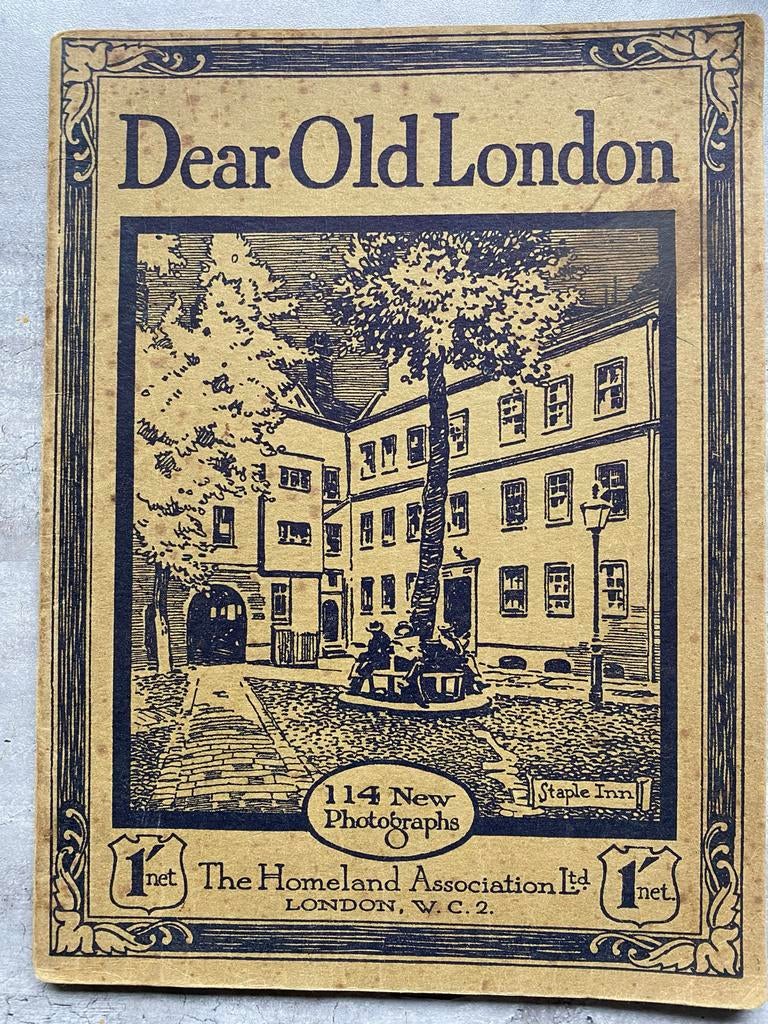 Dear Old London
Staple Inn
114 New
Photographs
1' net
The Homeland Association Ltd
LONDON, W.C.2.
1' net.